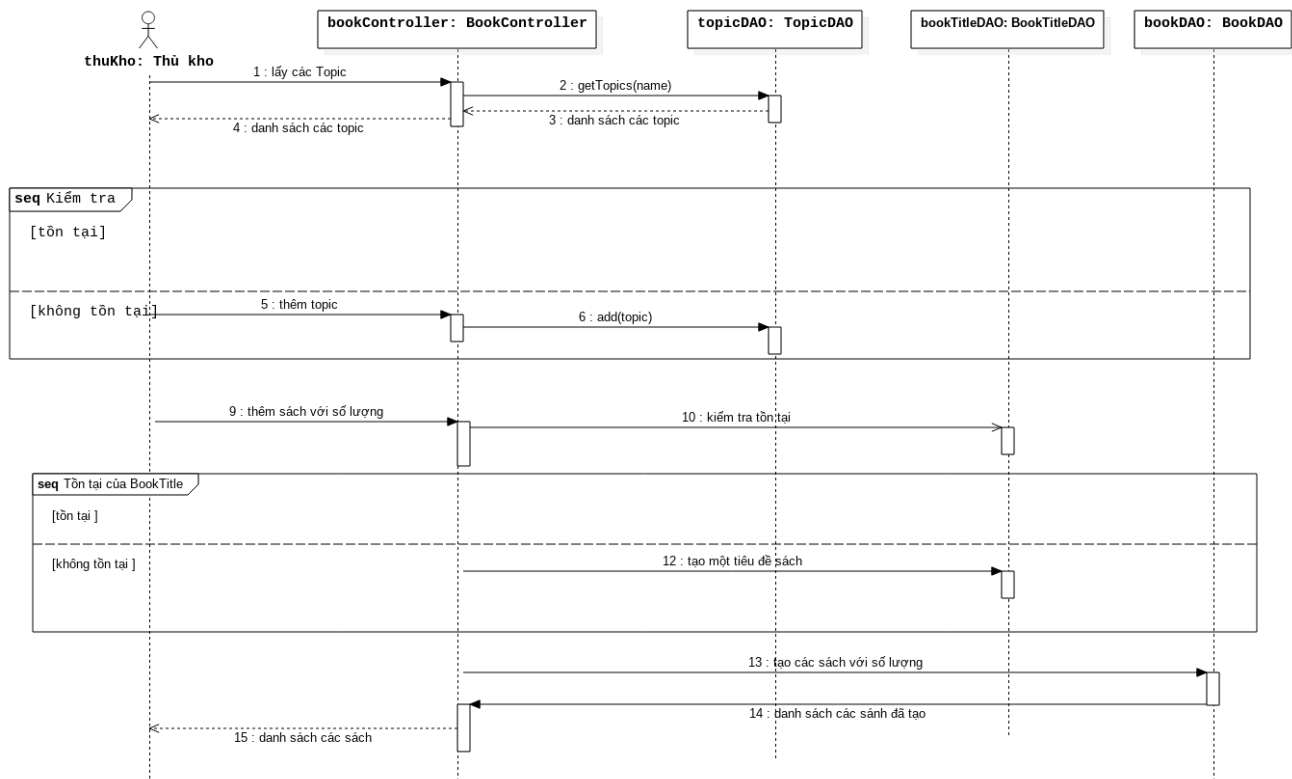 bookController: BookController
topicDAO: TopicDAO
bookTitleDAO: BookTitleDAO
bookDAO: BookDAO
thuKho: Thủ kho
1 : lấy các Topic
2 : getTopics(name)
3 : danh sách các topic
4 : danh sách các topic
seq Kiểm tra
[tồn tại]
[không tồn tại]
5 : thêm topic
6 : add(topic)
9 : thêm sách với số lượng
10 : kiểm tra tồn tại
seq Tồn tại của BookTitle
[tồn tại ]
[không tồn tại ]
12 : tạo một tiêu đề sách
13 : tạo các sách với số lượng
14 : danh sách các sánh đã tạo
15 : danh sách các sách